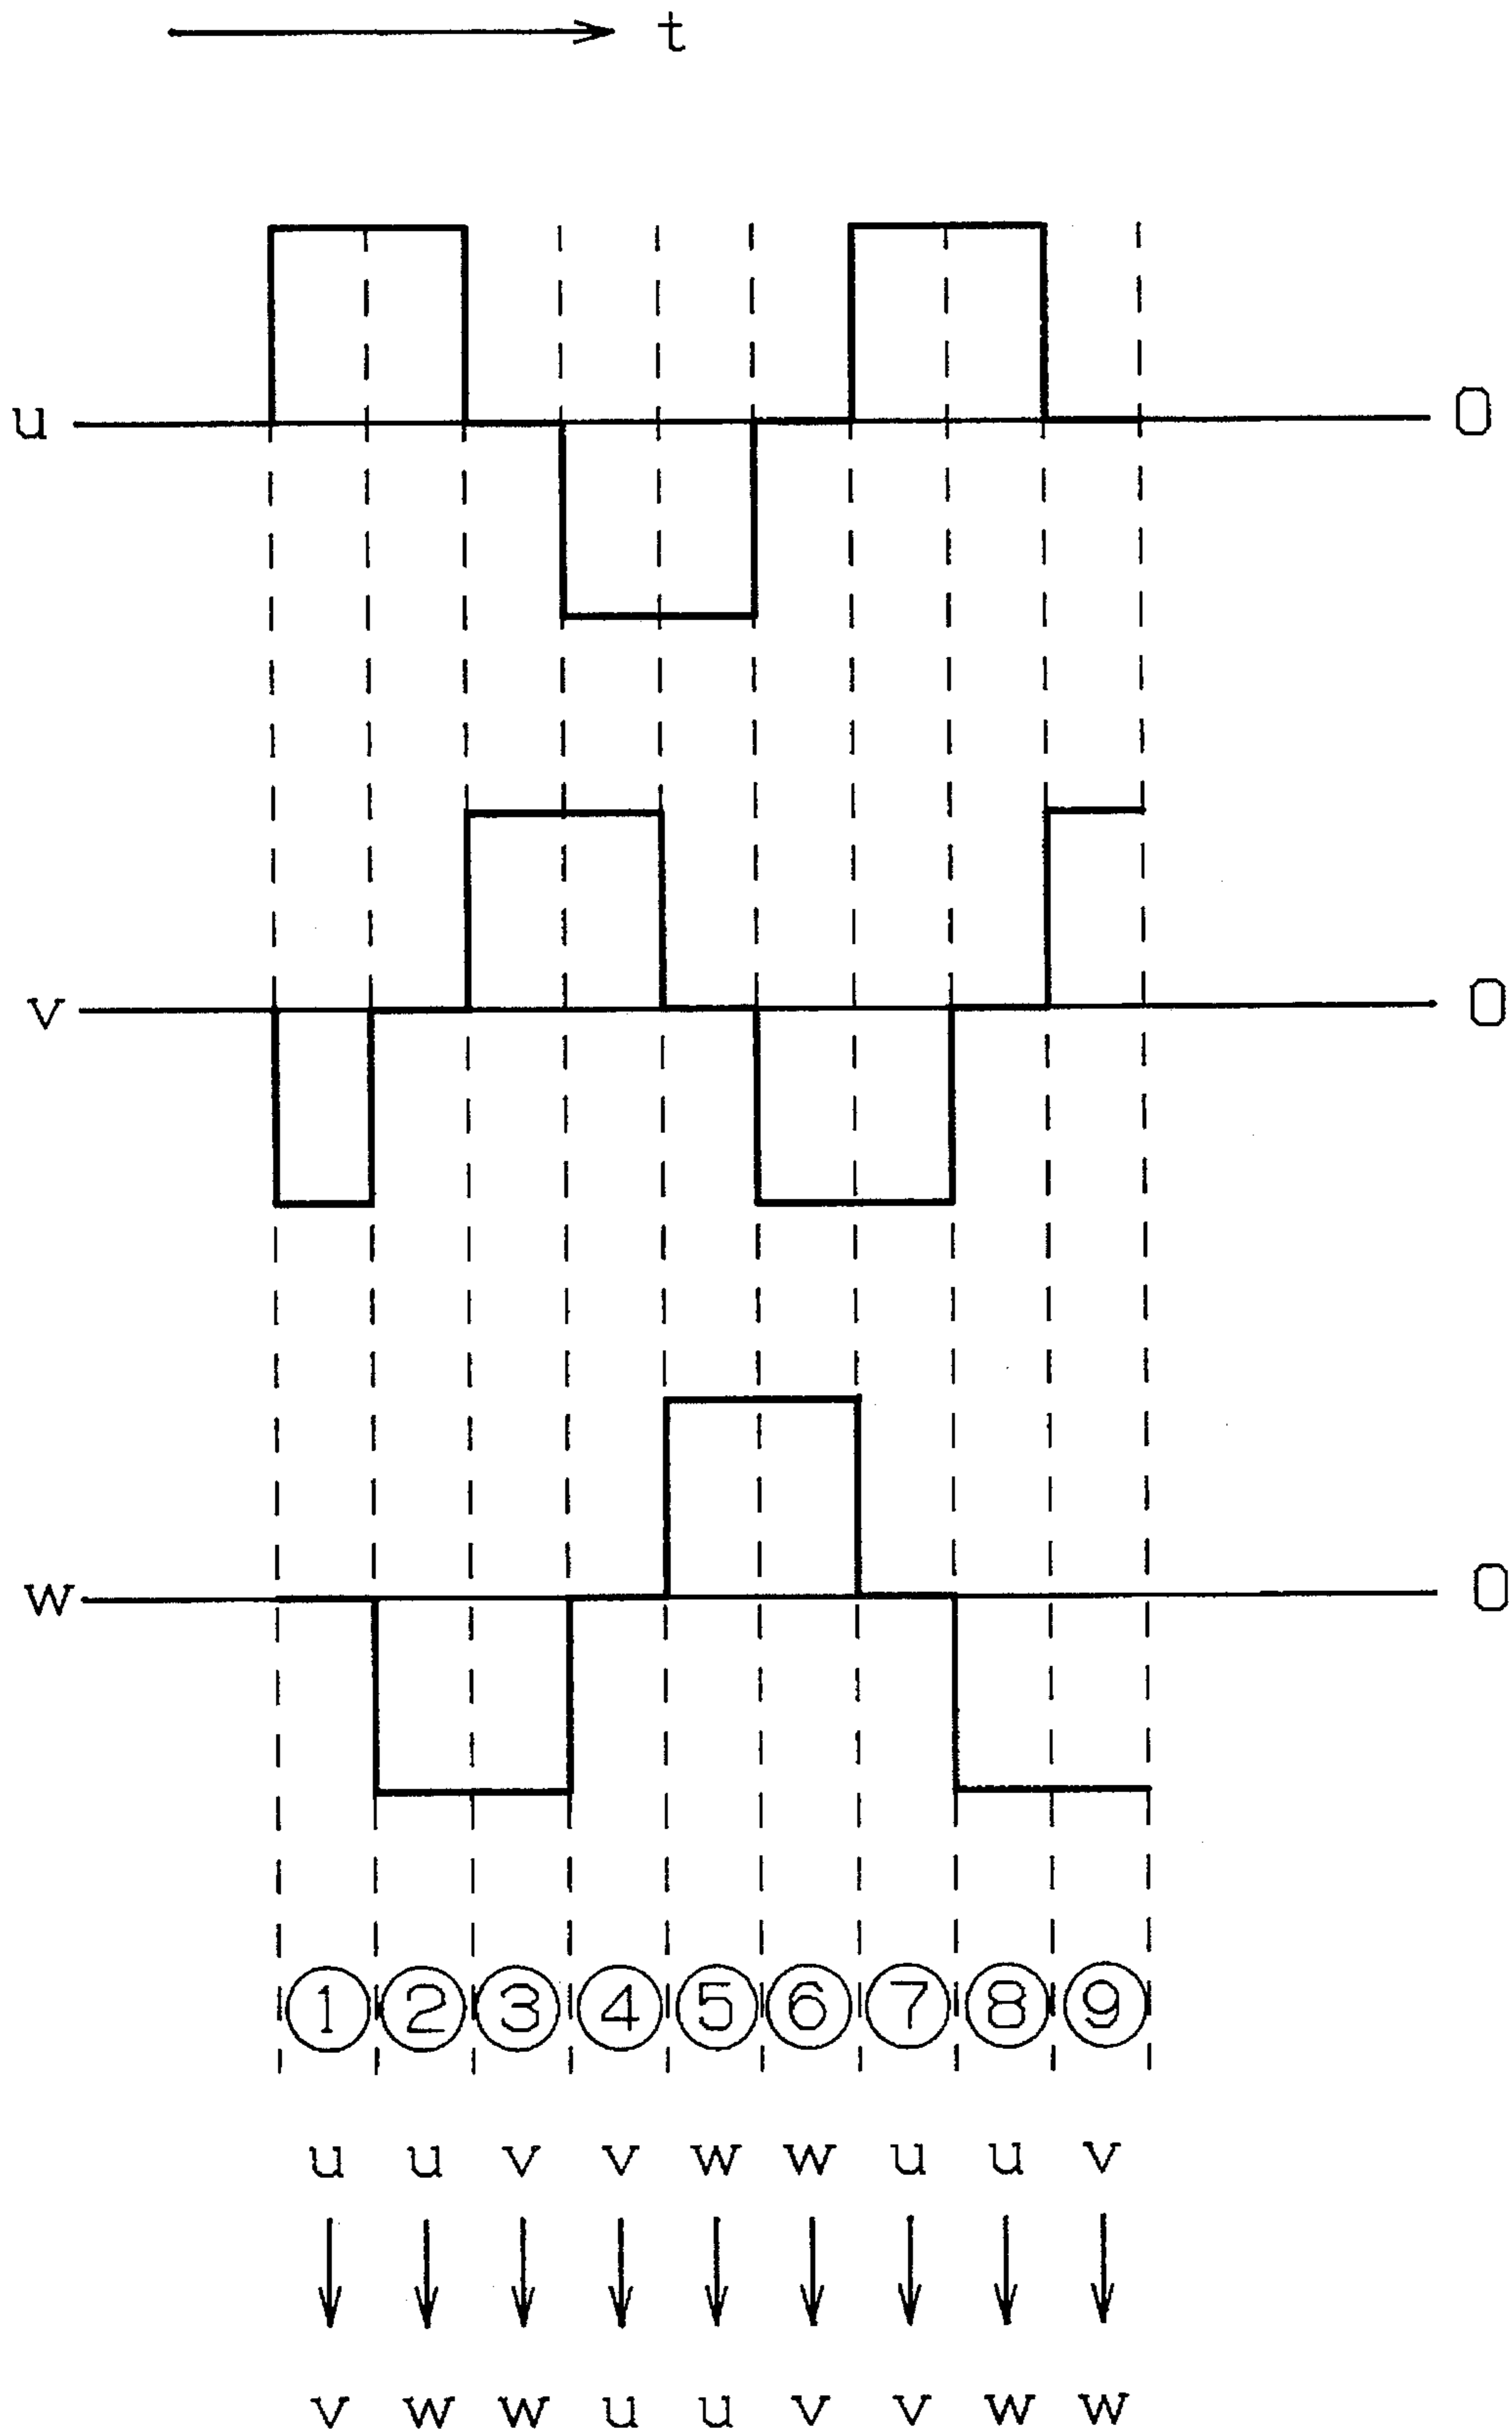 t
u 0
v 0
w 0
① ② ③ ④ ⑤ ⑥ ⑦ ⑧ ⑨
u u v v w w u u v
v w w u u v v w w